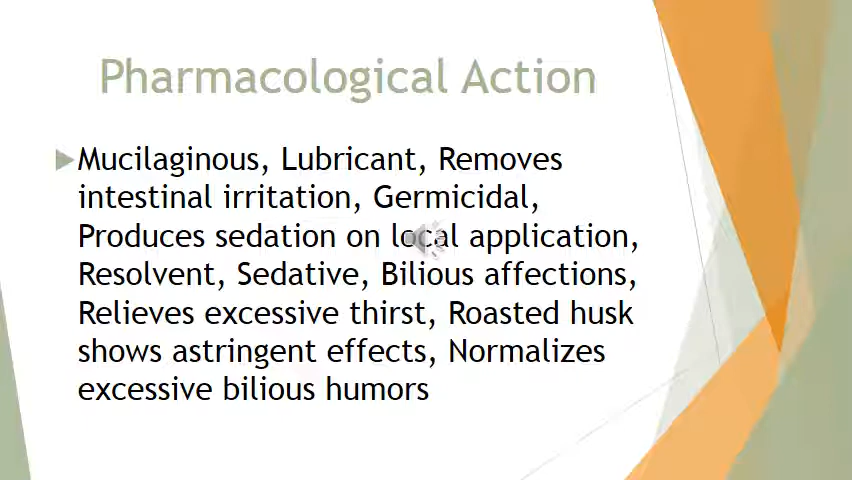 Pharmacological Action
Mucilaginous, Lubricant, Removes
intestinal irritation, Germicidal,
Produces sedation on local application,
Resolvent, Sedative, Bilious affections,
Relieves excessive thirst, Roasted husk
shows astringent effects, Normalizes
excessive bilious humors